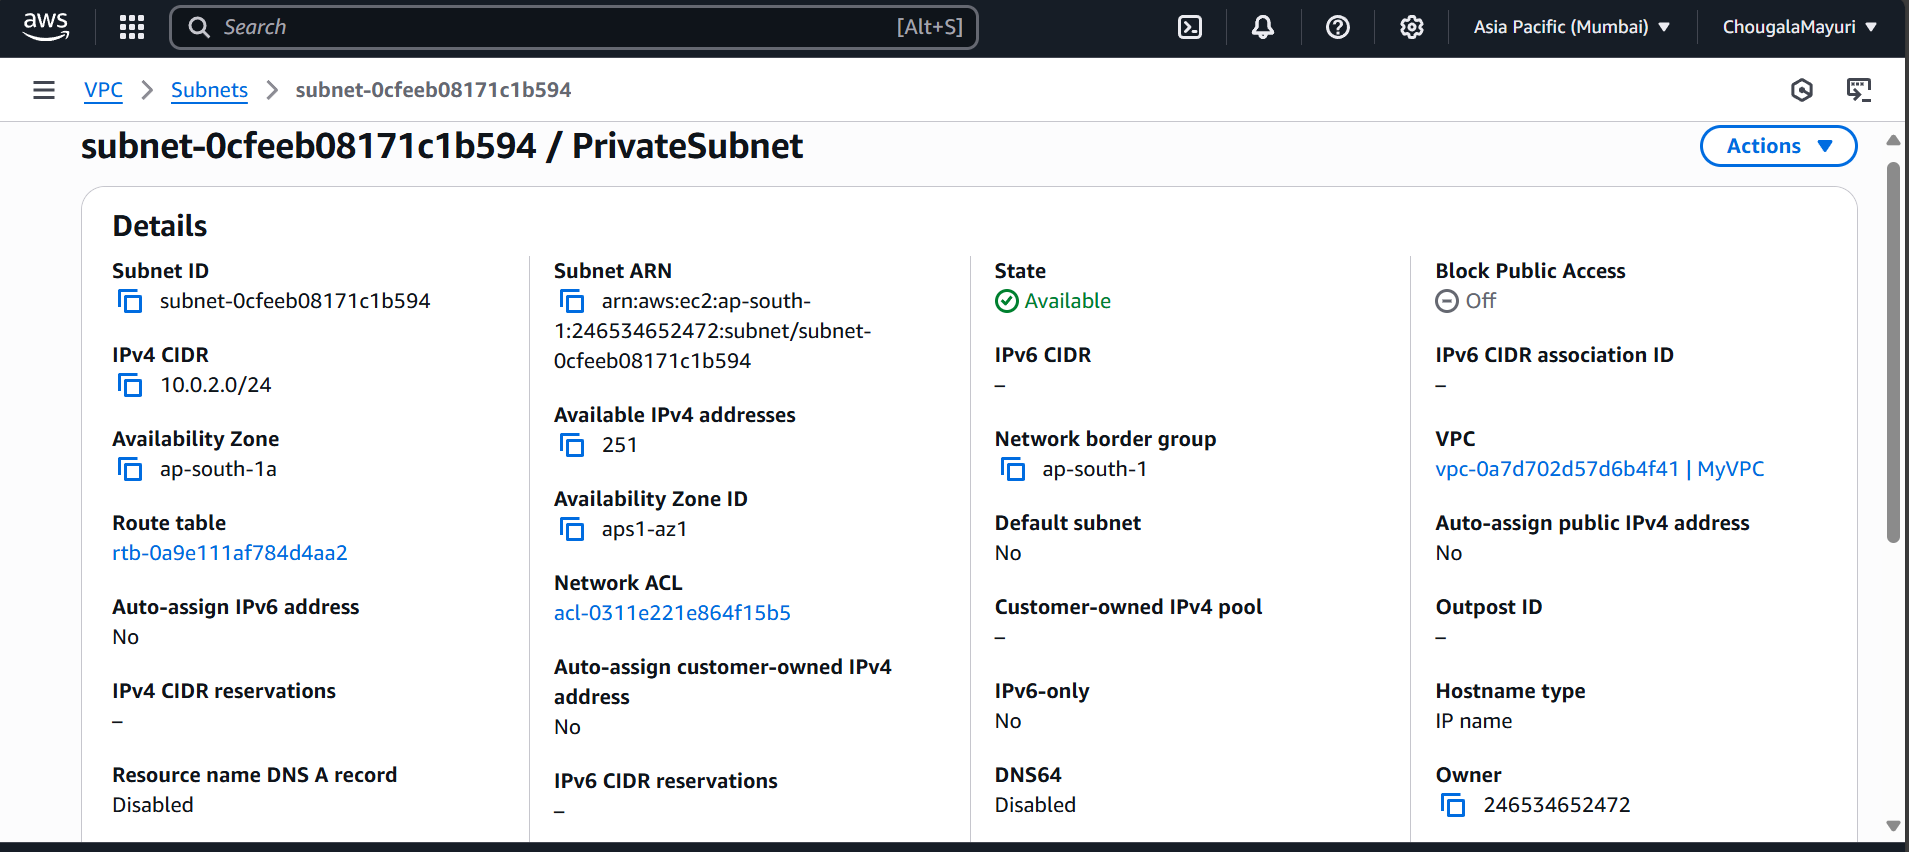 aws
Search [Alt+S]
Asia Pacific (Mumbai)
ChougalaMayuri
VPC
Subnets
subnet-0cfeeb08171c1b594
subnet-0cfeeb08171c1b594 / PrivateSubnet
Actions
Details
Subnet ID
subnet-0cfeeb08171c1b594
IPv4 CIDR
10.0.2.0/24
Availability Zone
ap-south-1a
Route table
rtb-0a9e111af784d4aa2
Auto-assign IPv6 address
No
IPv4 CIDR reservations
–
Resource name DNS A record
Disabled
Subnet ARN
arn:aws:ec2:ap-south-
1:246534652472:subnet/subnet-
0cfeeb08171c1b594
Available IPv4 addresses
251
Availability Zone ID
aps1-az1
Network ACL
acl-0311e221e864f15b5
Auto-assign customer-owned IPv4
address
No
IPv6 CIDR reservations
–
State
Available
IPv6 CIDR
–
Network border group
ap-south-1
Default subnet
No
Customer-owned IPv4 pool
–
IPv6-only
No
DNS64
Disabled
Block Public Access
Off
IPv6 CIDR association ID
–
VPC
vpc-0a7d702d57d6b4f41 | MyVPC
Auto-assign public IPv4 address
No
Outpost ID
–
Hostname type
IP name
Owner
246534652472